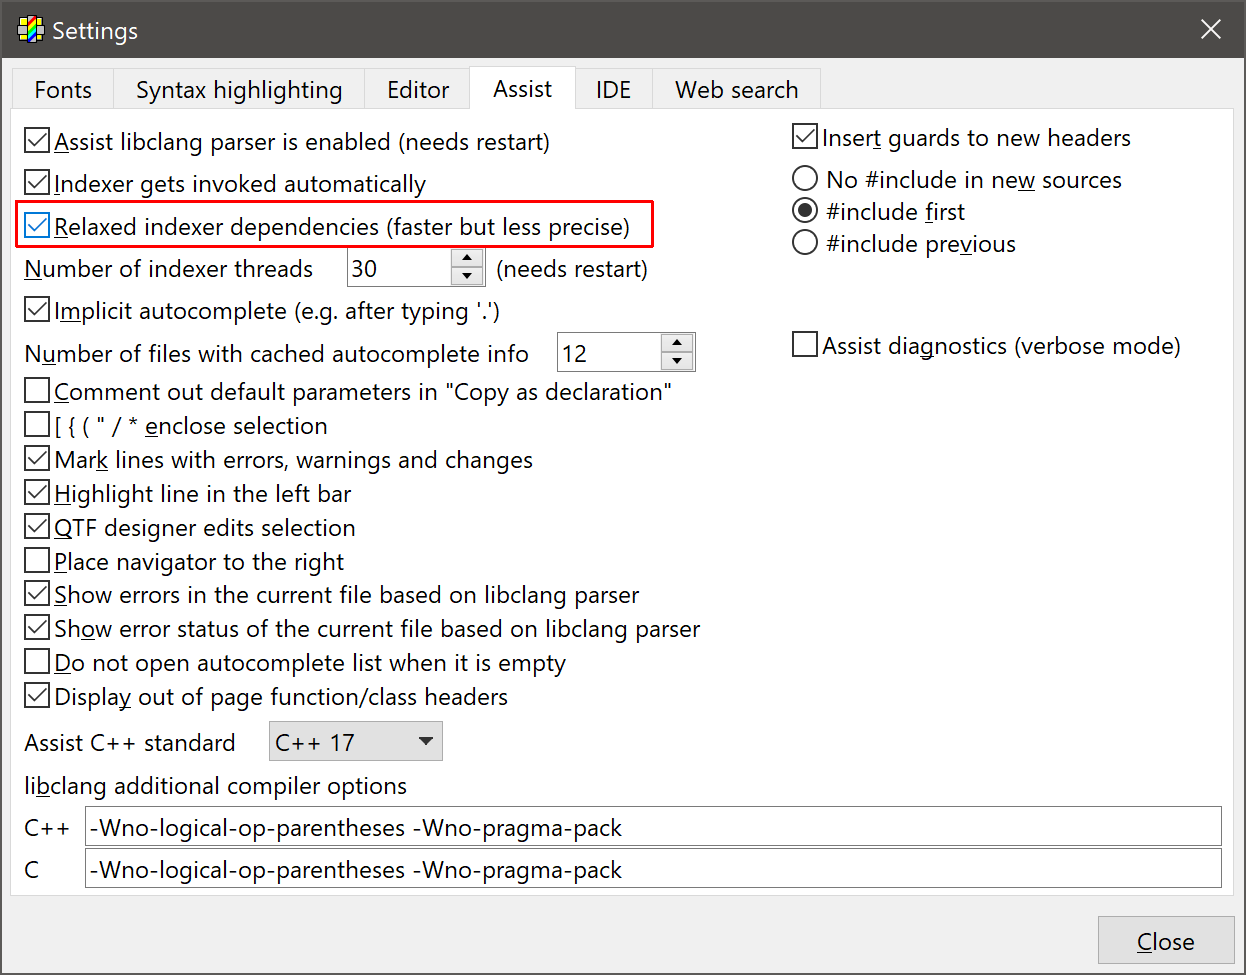 Settings
Fonts Syntax highlighting Editor Assist IDE Web search
Assist libclang parser is enabled (needs restart)
Indexer gets invoked automatically
Relaxed indexer dependencies (faster but less precise)
Number of indexer threads 30 (needs restart)
Implicit autocomplete (e.g. after typing '.')
Number of files with cached autocomplete info 12
Comment out default parameters in "Copy as declaration"
[ { ( " / * enclose selection
Mark lines with errors, warnings and changes
Highlight line in the left bar
QTF designer edits selection
Place navigator to the right
Show errors in the current file based on libclang parser
Show error status of the current file based on libclang parser
Do not open autocomplete list when it is empty
Display out of page function/class headers
Assist C++ standard C++ 17
libclang additional compiler options
C++ -Wno-logical-op-parentheses -Wno-pragma-pack
C -Wno-logical-op-parentheses -Wno-pragma-pack
Insert guards to new headers
No #include in new sources
#include first
#include previous
Assist diagnostics (verbose mode)
Close